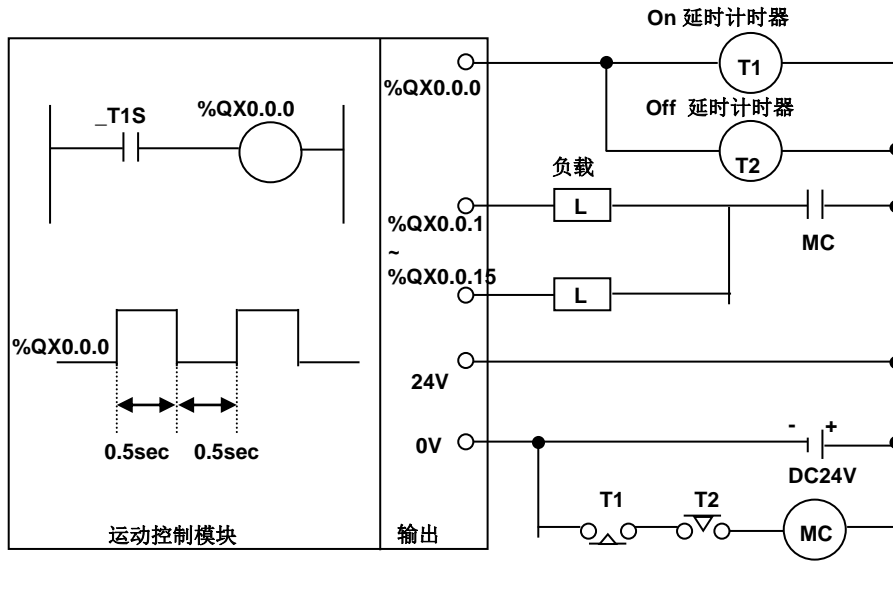 On 延时计时器
T1
%QX0.0.0
_T1S
%QX0.0.0
Off 延时计时器
T2
负载
L
%QX0.0.1
MC
~
%QX0.0.15
L
%QX0.0.0
24V
0.5sec
0.5sec
0V
-
+
DC24V
T1
T2
MC
运动控制模块
输出